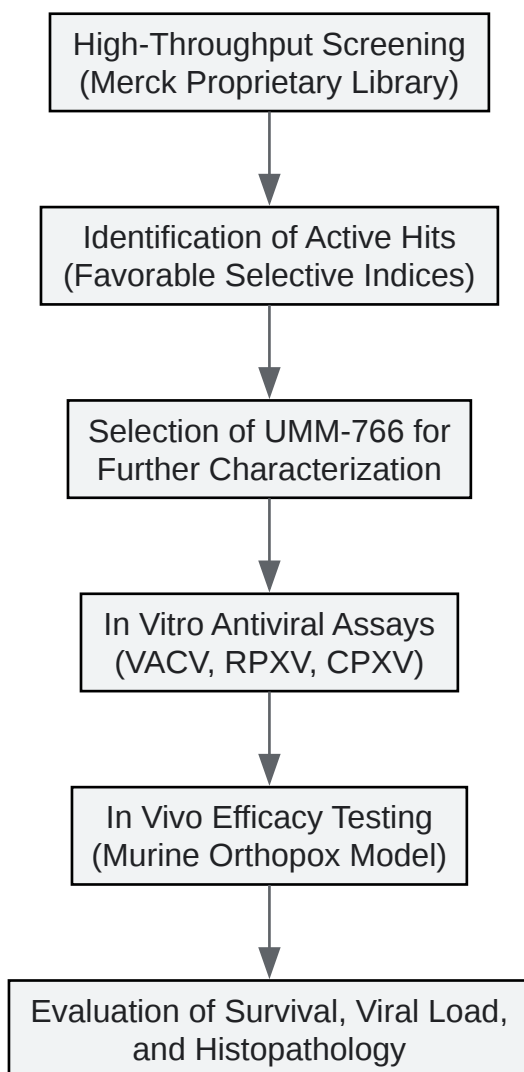 High-Throughput Screening
(Merck Proprietary Library)
Identification of Active Hits
(Favorable Selective Indices)
Selection of UMM-766 for
Further Characterization
In Vitro Antiviral Assays
(VACV, RPXV, CPXV)
In Vivo Efficacy Testing
(Murine Orthopox Model)
Evaluation of Survival, Viral Load,
and Histopathology